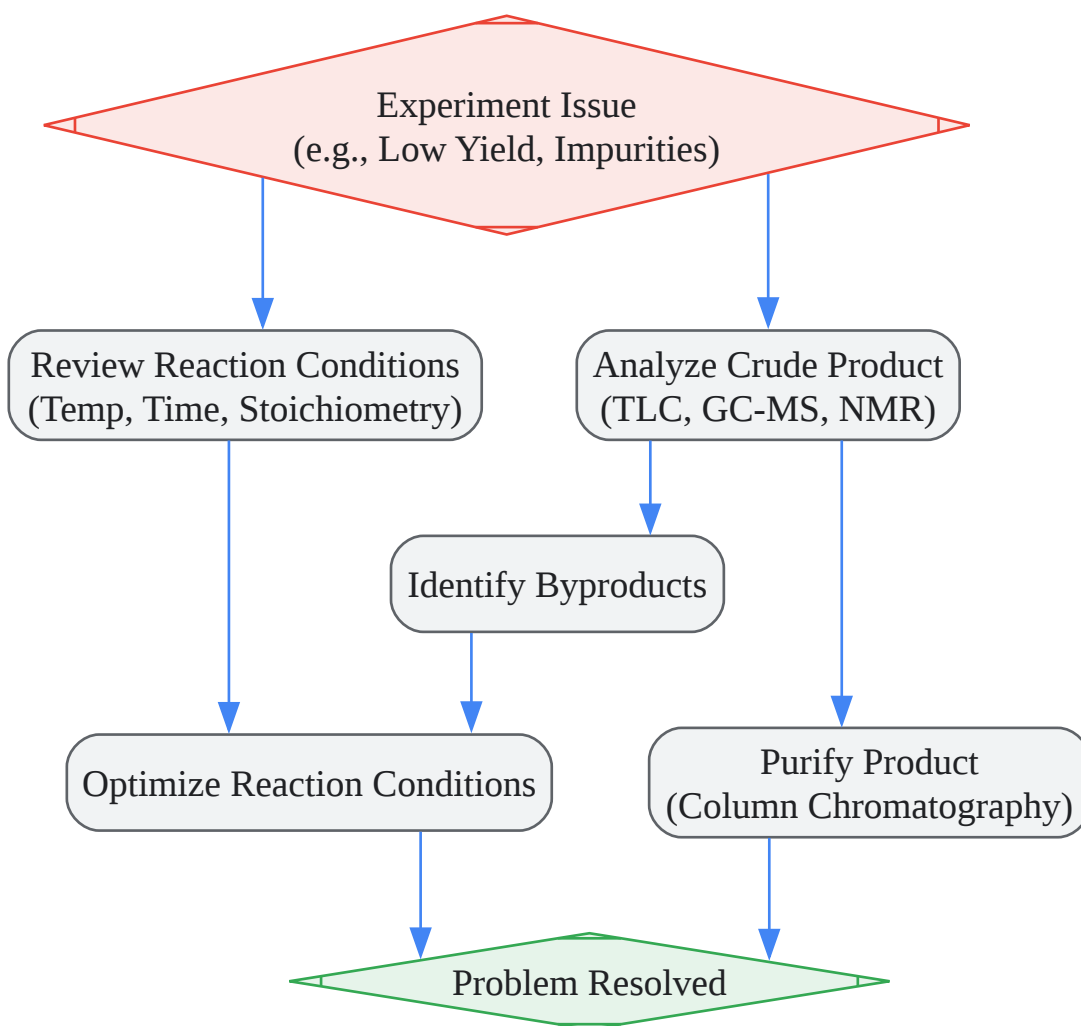 Experiment Issue
(e.g., Low Yield, Impurities)
Review Reaction Conditions
(Temp, Time, Stoichiometry)
Analyze Crude Product
(TLC, GC-MS, NMR)
Identify Byproducts
Optimize Reaction Conditions
Purify Product
(Column Chromatography)
Problem Resolved